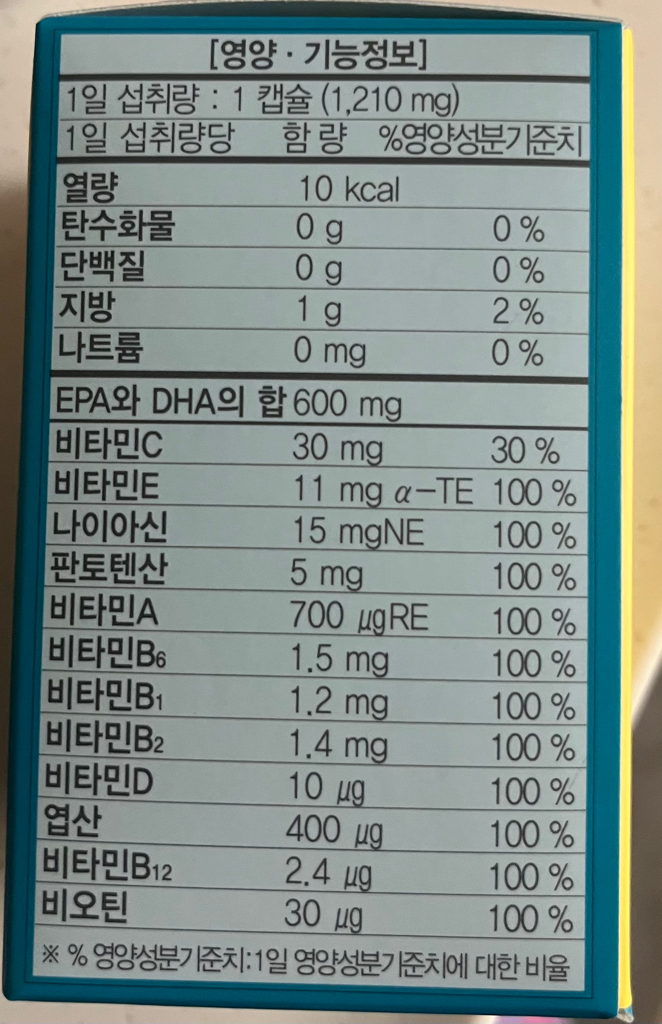 [영양 · 기능정보]
1일 섭취량 : 1 캡슐 (1,210 mg)
1일 섭취량당 함 량 %영양성분기준치
열량 10 kcal
탄수화물 0 g 0 %
단백질 0 g 0 %
지방 1 g 2 %
나트륨 0 mg 0 %
EPA와 DHA의 합 600 mg
비타민C 30 mg 30 %
비타민E 11 mg α-TE 100 %
나이아신 15 mgNE 100 %
판토텐산 5 mg 100 %
비타민A 700 μgRE 100 %
비타민B6 1.5 mg 100 %
비타민B1 1.2 mg 100 %
비타민B2 1.4 mg 100 %
비타민D 10 μg 100 %
엽산 400 μg 100 %
비타민B12 2.4 μg 100 %
비오틴 30 μg 100 %
※ % 영양성분기준치:1일 영양성분기준치에 대한 비율